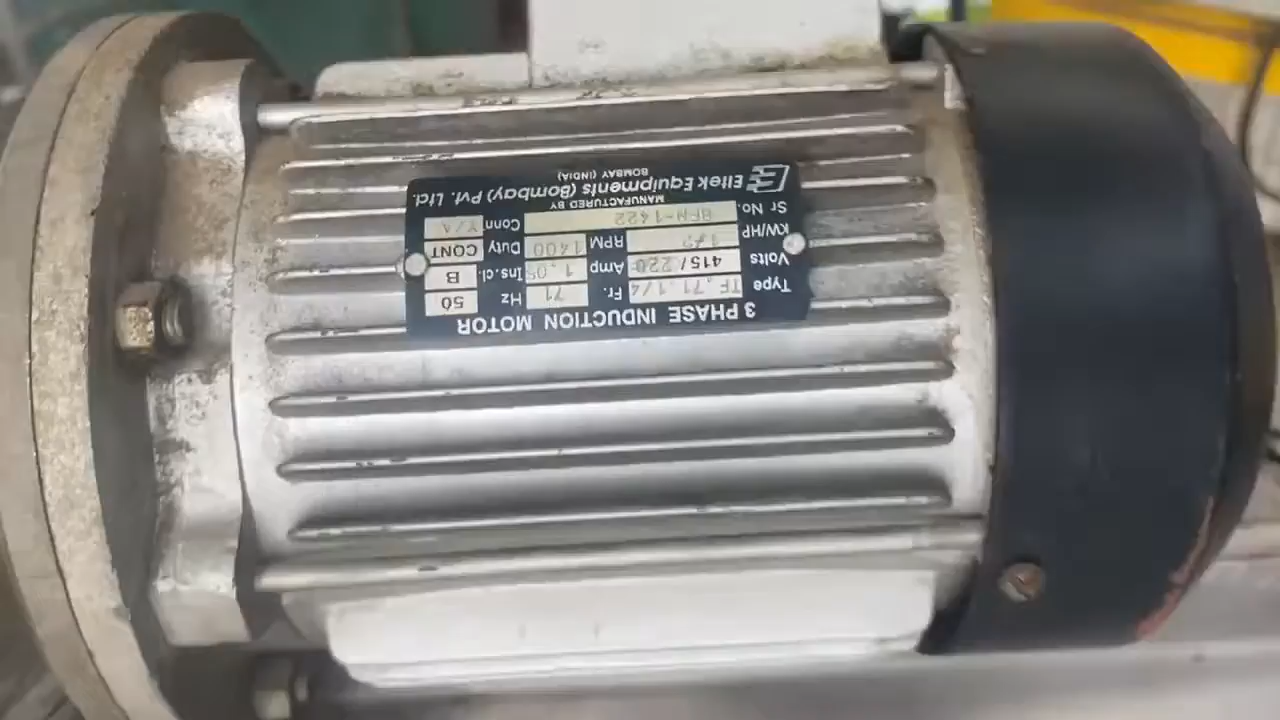 3 PHASE INDUCTION MOTOR
Type TF.71.1/4 Fr. 71 Hz 50
Volts 415/220 Amp 1.05 Ins.cl. B
KW/HP 1/2 RPM 1400 Duty CONT
Sr No. Conn
MANUFACTURED BY
Eltek Equipments (Bombay) Pvt. Ltd.
BOMBAY (INDIA)